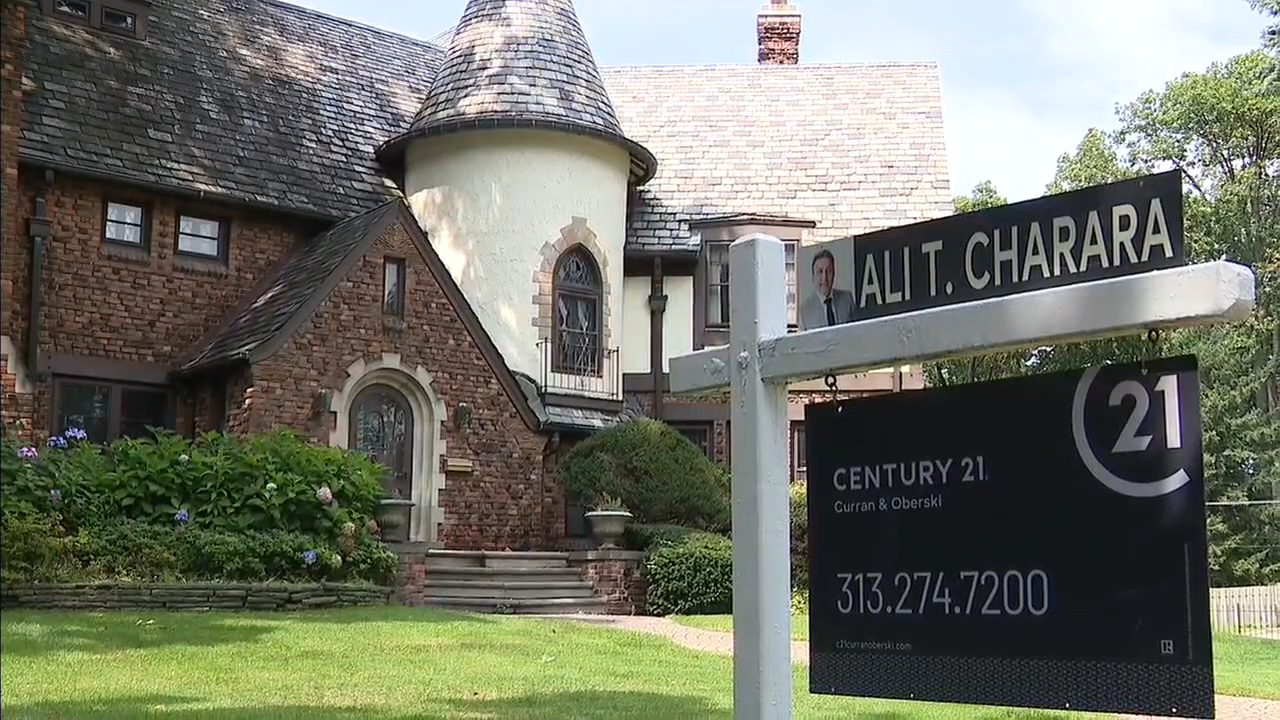 ALI T. CHARARA
21
CENTURY 21.
Curran & Oberski
313.274.7200
c21curranoberski.com